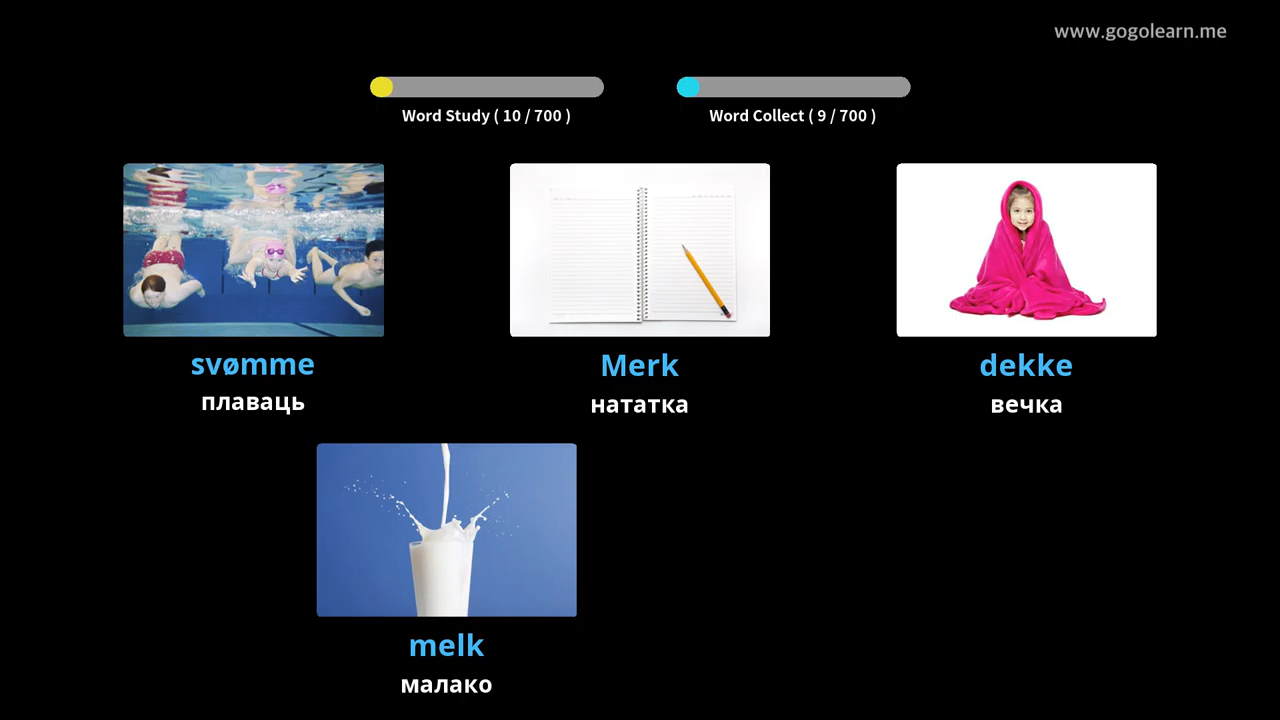 www.gogolearn.me
Word Study ( 10 / 700 )
Word Collect ( 9 / 700 )
svømme
плаваць
Merk
нататка
dekke
вечка
melk
малако